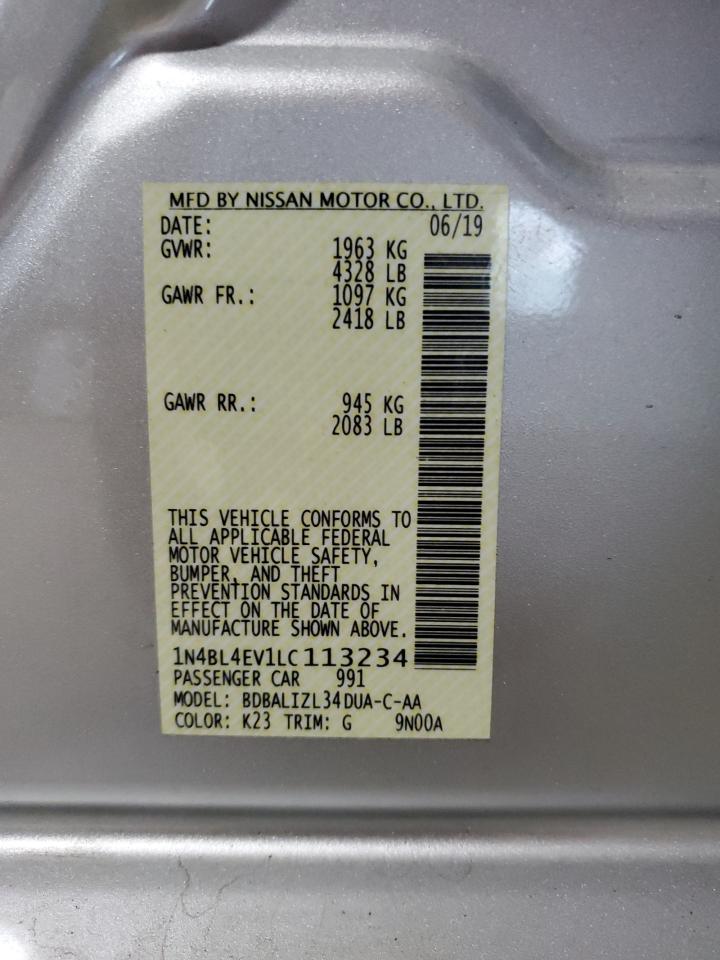 MFD BY NISSAN MOTOR CO., LTD.
DATE: 06/19
GVWR: 1963 KG
4328 LB
GAWR FR.: 1097 KG
2418 LB
GAWR RR.: 945 KG
2083 LB
THIS VEHICLE CONFORMS TO
ALL APPLICABLE FEDERAL
MOTOR VEHICLE SAFETY,
BUMPER, AND THEFT
PREVENTION STANDARDS IN
EFFECT ON THE DATE OF
MANUFACTURE SHOWN ABOVE.
1N4BL4EV1LC113234
PASSENGER CAR 991
MODEL: BDBALIZL34DUA-C-AA
COLOR: K23 TRIM: G 9N00A